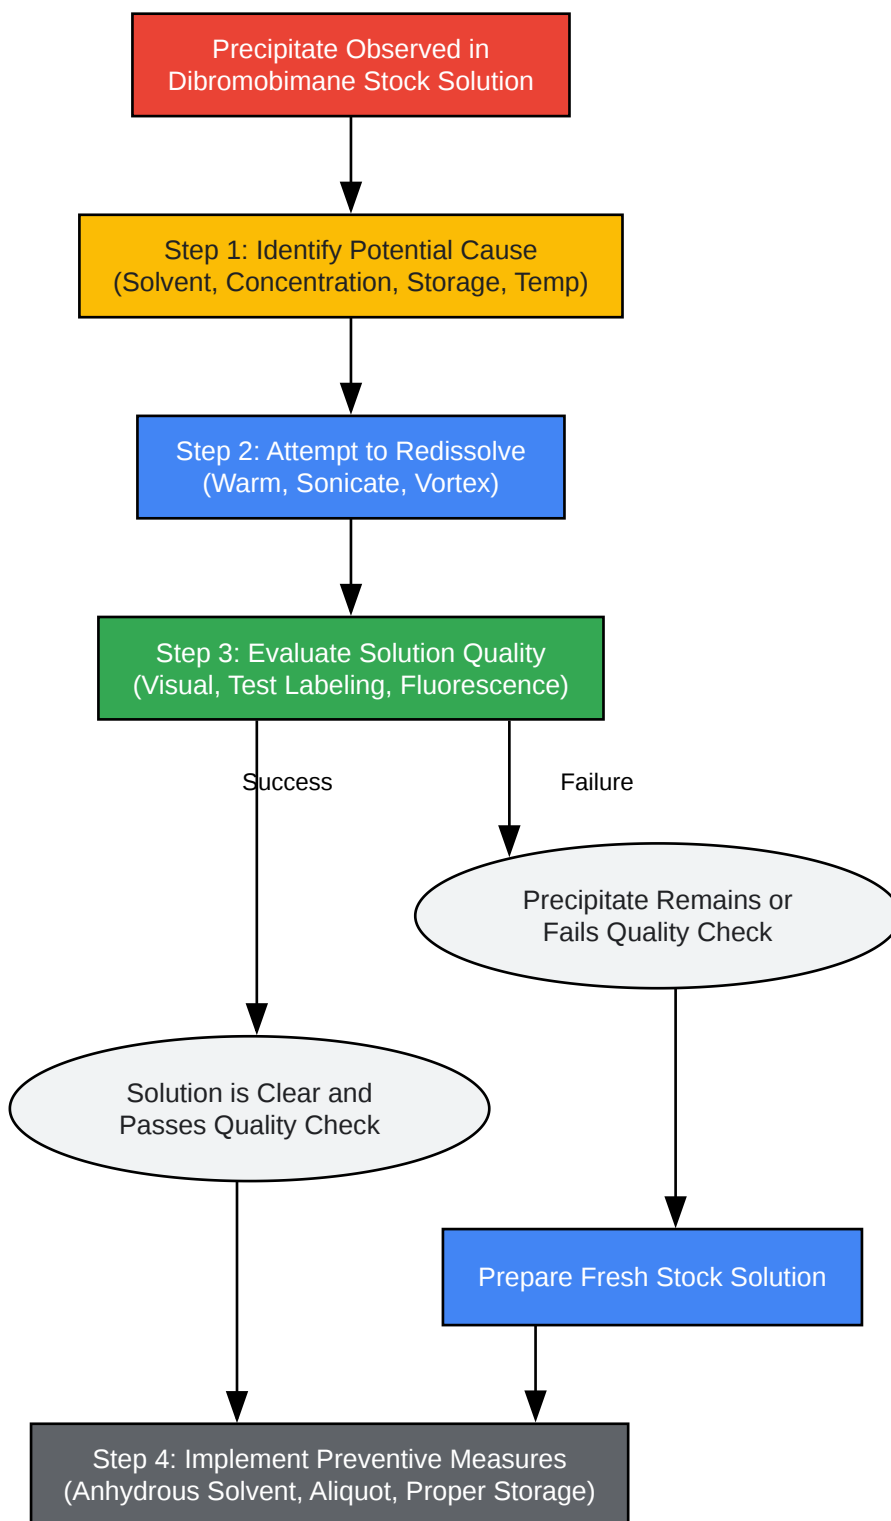 Precipitate Observed in
Dibromobimane Stock Solution
Step 1: Identify Potential Cause
(Solvent, Concentration, Storage, Temp)
Step 2: Attempt to Redissolve
(Warm, Sonicate, Vortex)
Step 3: Evaluate Solution Quality
(Visual, Test Labeling, Fluorescence)
Success
Failure
Precipitate Remains or
Fails Quality Check
Solution is Clear and
Passes Quality Check
Prepare Fresh Stock Solution
Step 4: Implement Preventive Measures
(Anhydrous Solvent, Aliquot, Proper Storage)